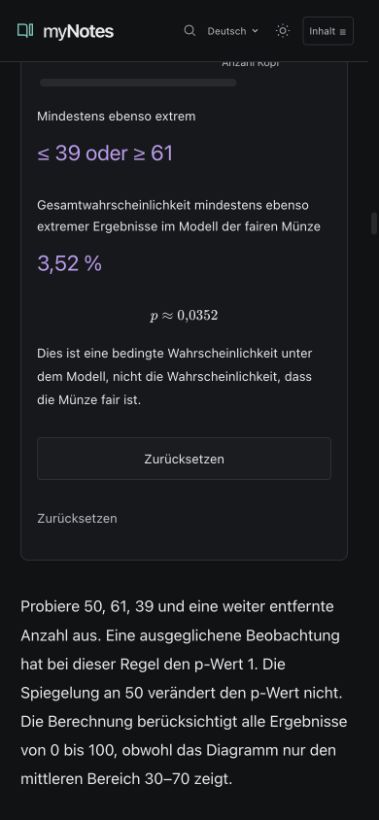 myNotes
Deutsch
Inhalt ≡
Anzahl Kopf
Mindestens ebenso extrem
≤ 39 oder ≥ 61
Gesamtwahrscheinlichkeit mindestens ebenso
extremer Ergebnisse im Modell der fairen Münze
3,52 %
p ≈ 0,0352
Dies ist eine bedingte Wahrscheinlichkeit unter
dem Modell, nicht die Wahrscheinlichkeit, dass
die Münze fair ist.
Zurücksetzen
Zurücksetzen
Probiere 50, 61, 39 und eine weiter entfernte
Anzahl aus. Eine ausgeglichene Beobachtung
hat bei dieser Regel den p-Wert 1. Die
Spiegelung an 50 verändert den p-Wert nicht.
Die Berechnung berücksichtigt alle Ergebnisse
von 0 bis 100, obwohl das Diagramm nur den
mittleren Bereich 30–70 zeigt.